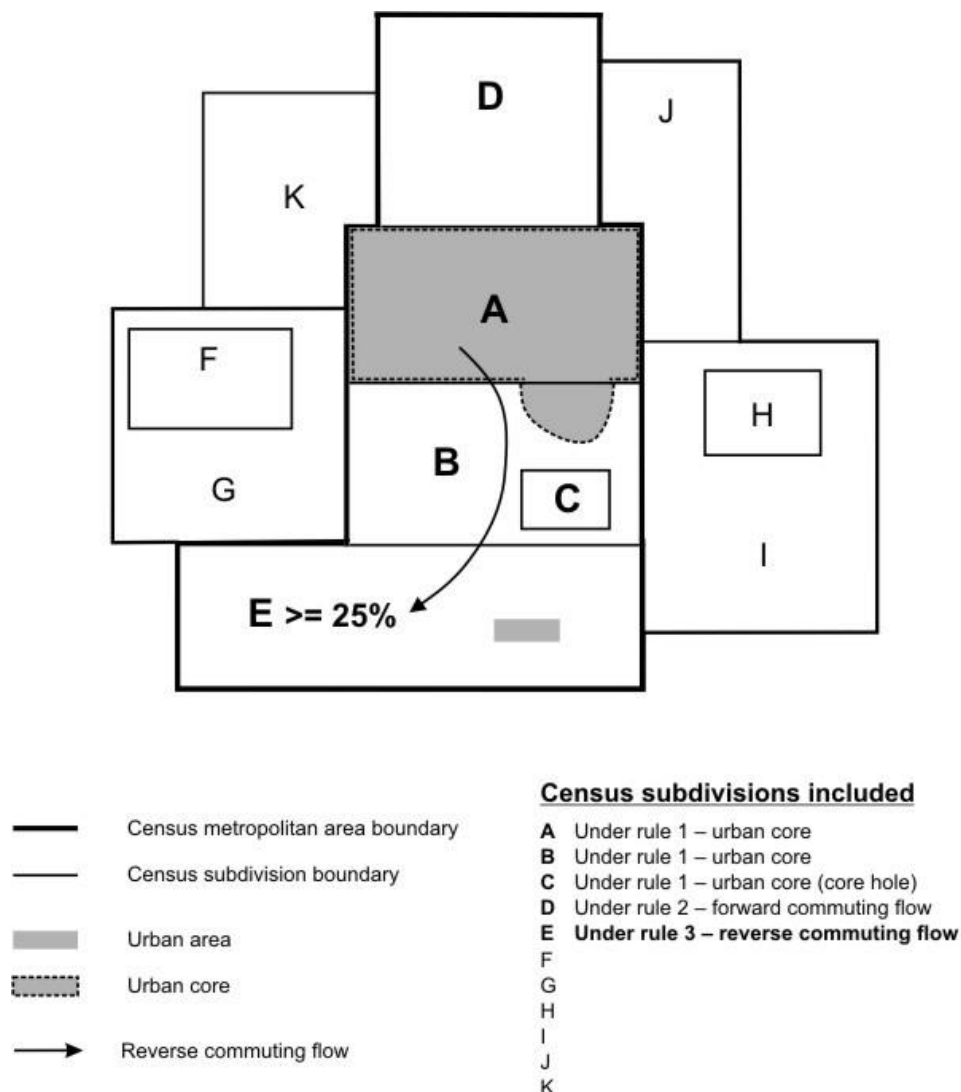 D
J
K
A
F
H
B
G
C
I
E >= 25%
Census subdivisions included
Census metropolitan area boundary
A Under rule 1 – urban core
Census subdivision boundary
B Under rule 1 – urban core
C Under rule 1 – urban core (core hole)
D Under rule 2 – forward commuting flow
Urban area
E Under rule 3 – reverse commuting flow
F
Urban core
G
H
I
Reverse commuting flow
J
K